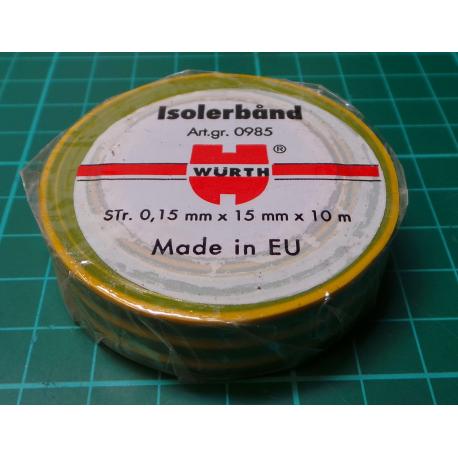 Isolerbånd
Art.gr. 0985
®
WÜRTH
STr. 0,15 mm x 15 mm x 10 m
Made in EU